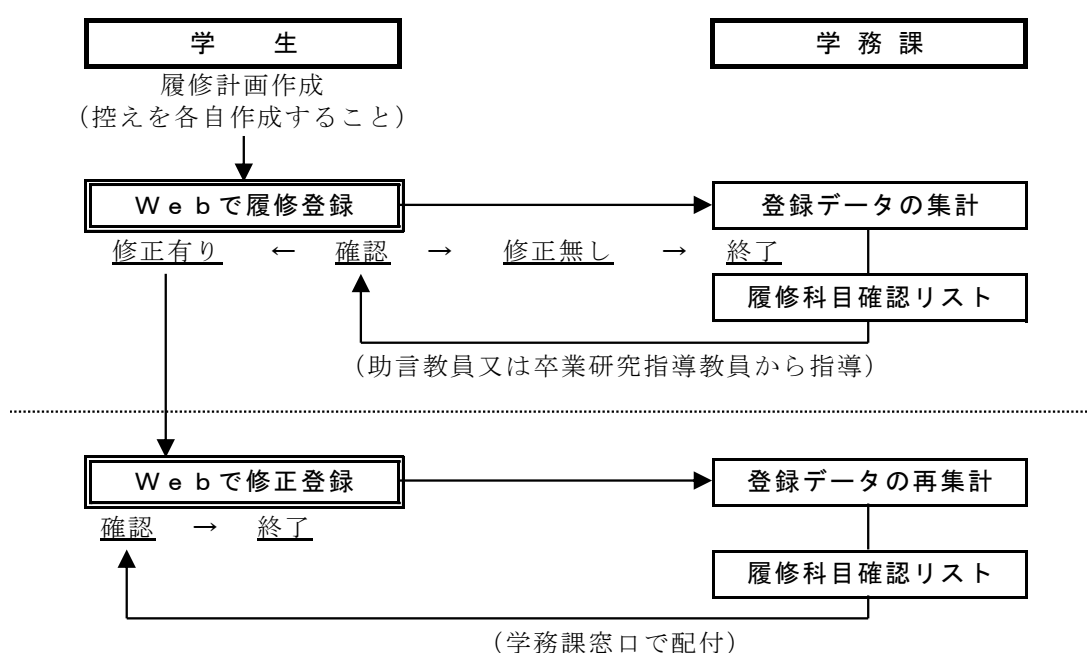 学 生 学務課
履修計画作成
（控えを各自作成すること）
Ｗｅｂで履修登録 登録データの集計
修正有り ← 確認 → 修正無し → 終了
履修科目確認リスト
（助言教員又は卒業研究指導教員から指導）
Ｗｅｂで修正登録 登録データの再集計
確認 → 終了
履修科目確認リスト
（学務課窓口で配付）